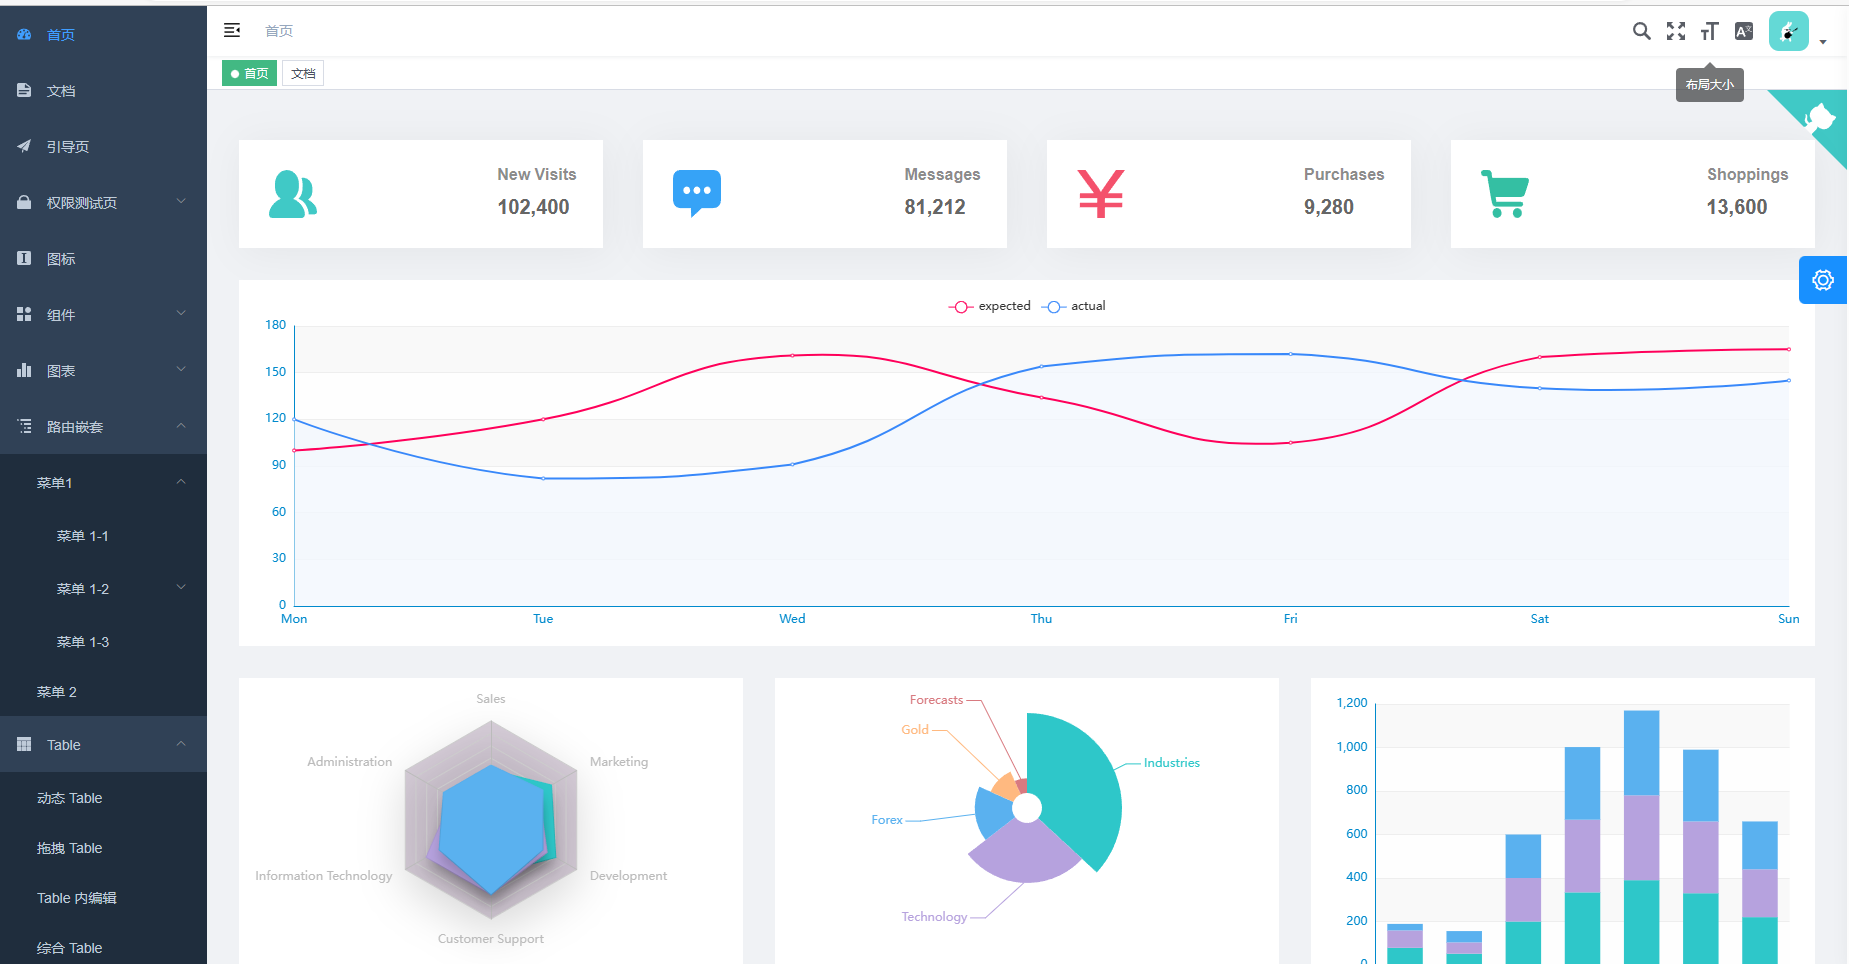 首页
文档
引导页
权限测试页
图标
组件
图表
路由嵌套
菜单1
菜单 1-1
菜单 1-2
菜单 1-3
菜单 2
Table
动态 Table
拖拽 Table
Table 内编辑
综合 Table
首页
首页
文档
布局大小
New Visits
102,400
Messages
81,212
Purchases
9,280
Shoppings
13,600
expected
actual
180
150
120
90
60
30
0
Mon
Tue
Wed
Thu
Fri
Sat
Sun
Sales
Administration
Marketing
Information Technology
Development
Customer Support
Forecasts
Gold
Industries
Forex
Technology
1,200
1,000
800
600
400
200
0